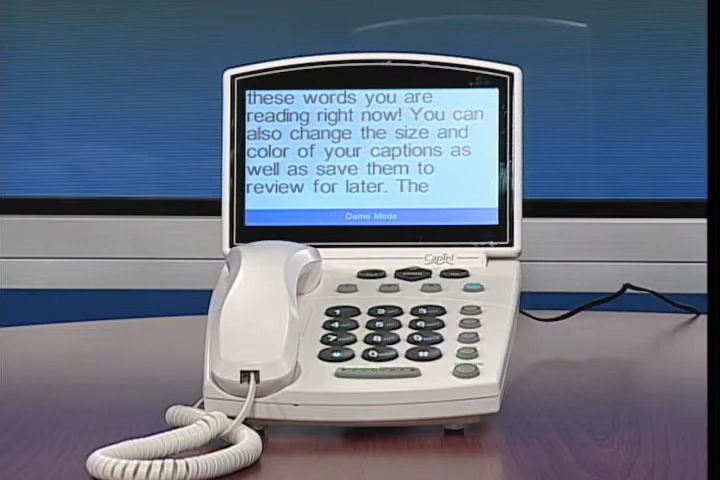 these words you are
reading right now! You can
also change the size and
color of your captions as
well as save them to
review for later. The
Demo Mode
CapTel